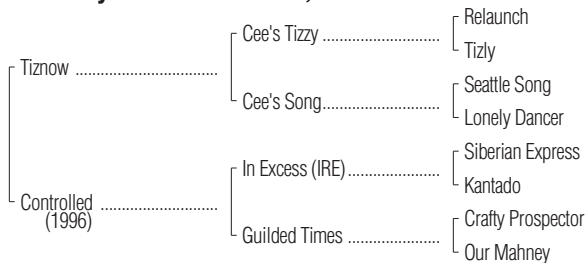 Relaunch
Cee's Tizzy
Tizly
Tiznow
Seattle Song
Cee's Song
Lonely Dancer
Siberian Express
In Excess (IRE)
Kantado
Controlled
(1996)
Crafty Prospector
Guilded Times
Our Mahney